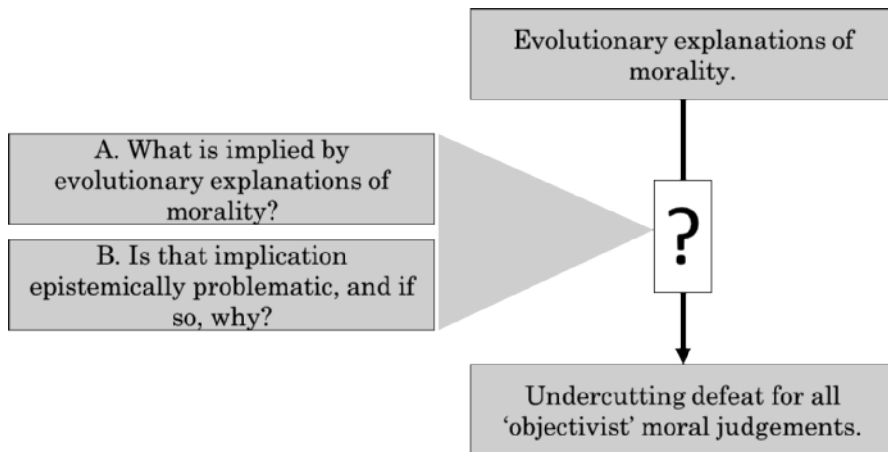 Evolutionary explanations of
morality.
A. What is implied by
evolutionary explanations of
morality?
B. Is that implication
epistemically problematic, and if
so, why?
?
Undercutting defeat for all
‘objectivist’ moral judgements.